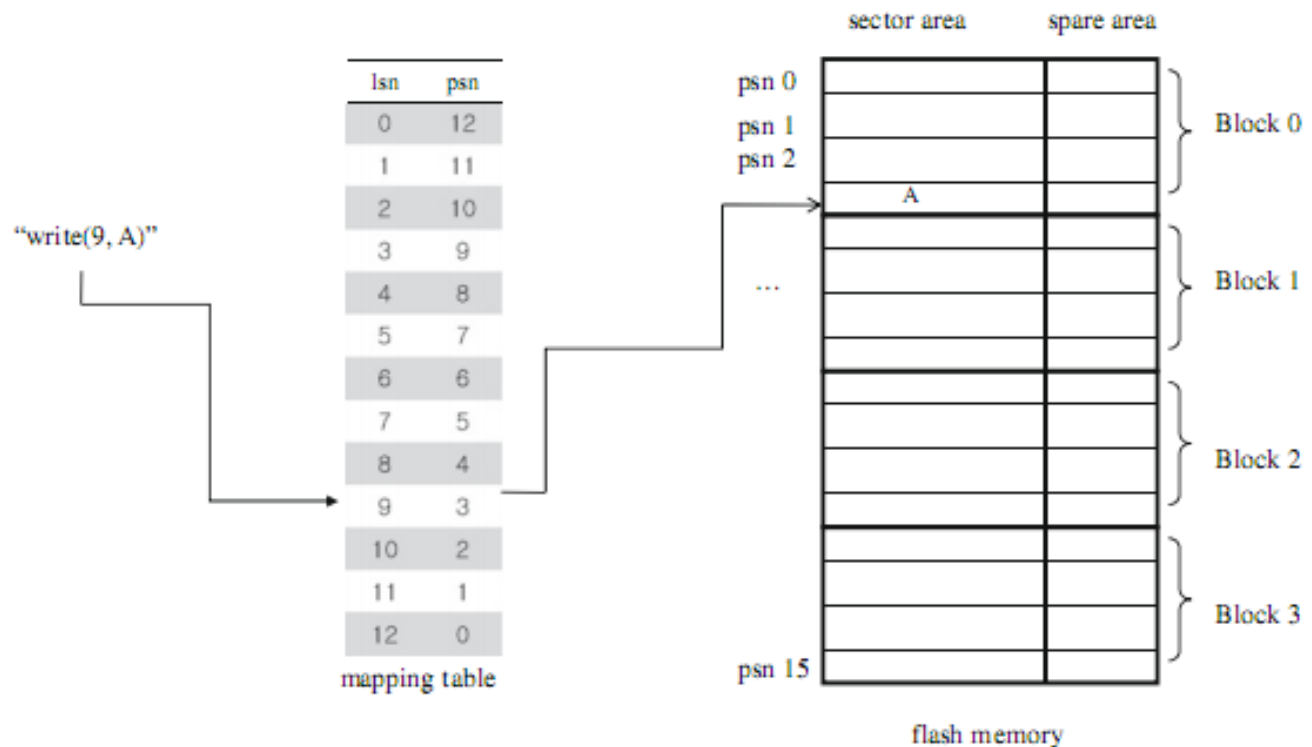 sector area spare area
lsn psn
0 12
1 11
2 10
3 9
4 8
5 7
6 6
7 5
8 4
9 3
10 2
11 1
12 0
mapping table
“write(9, A)”
psn 0
psn 1
psn 2
...
psn 15
A
Block 0
Block 1
Block 2
Block 3
flash memory